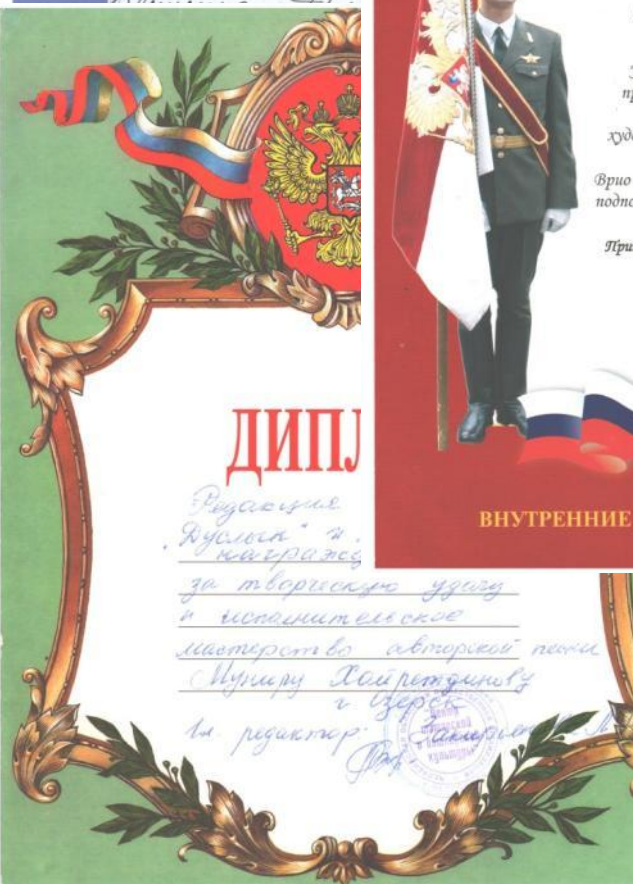 ху
Врио
подпо
При
ВНУТРЕННИЕ
ДИПЛ
Редакция
"Дуслык" и
награжд
за творческую удачу
и исполнительское
мастерство авторской песни
Муниру Хайретдинову
г. Озерск
Гл. редактор: